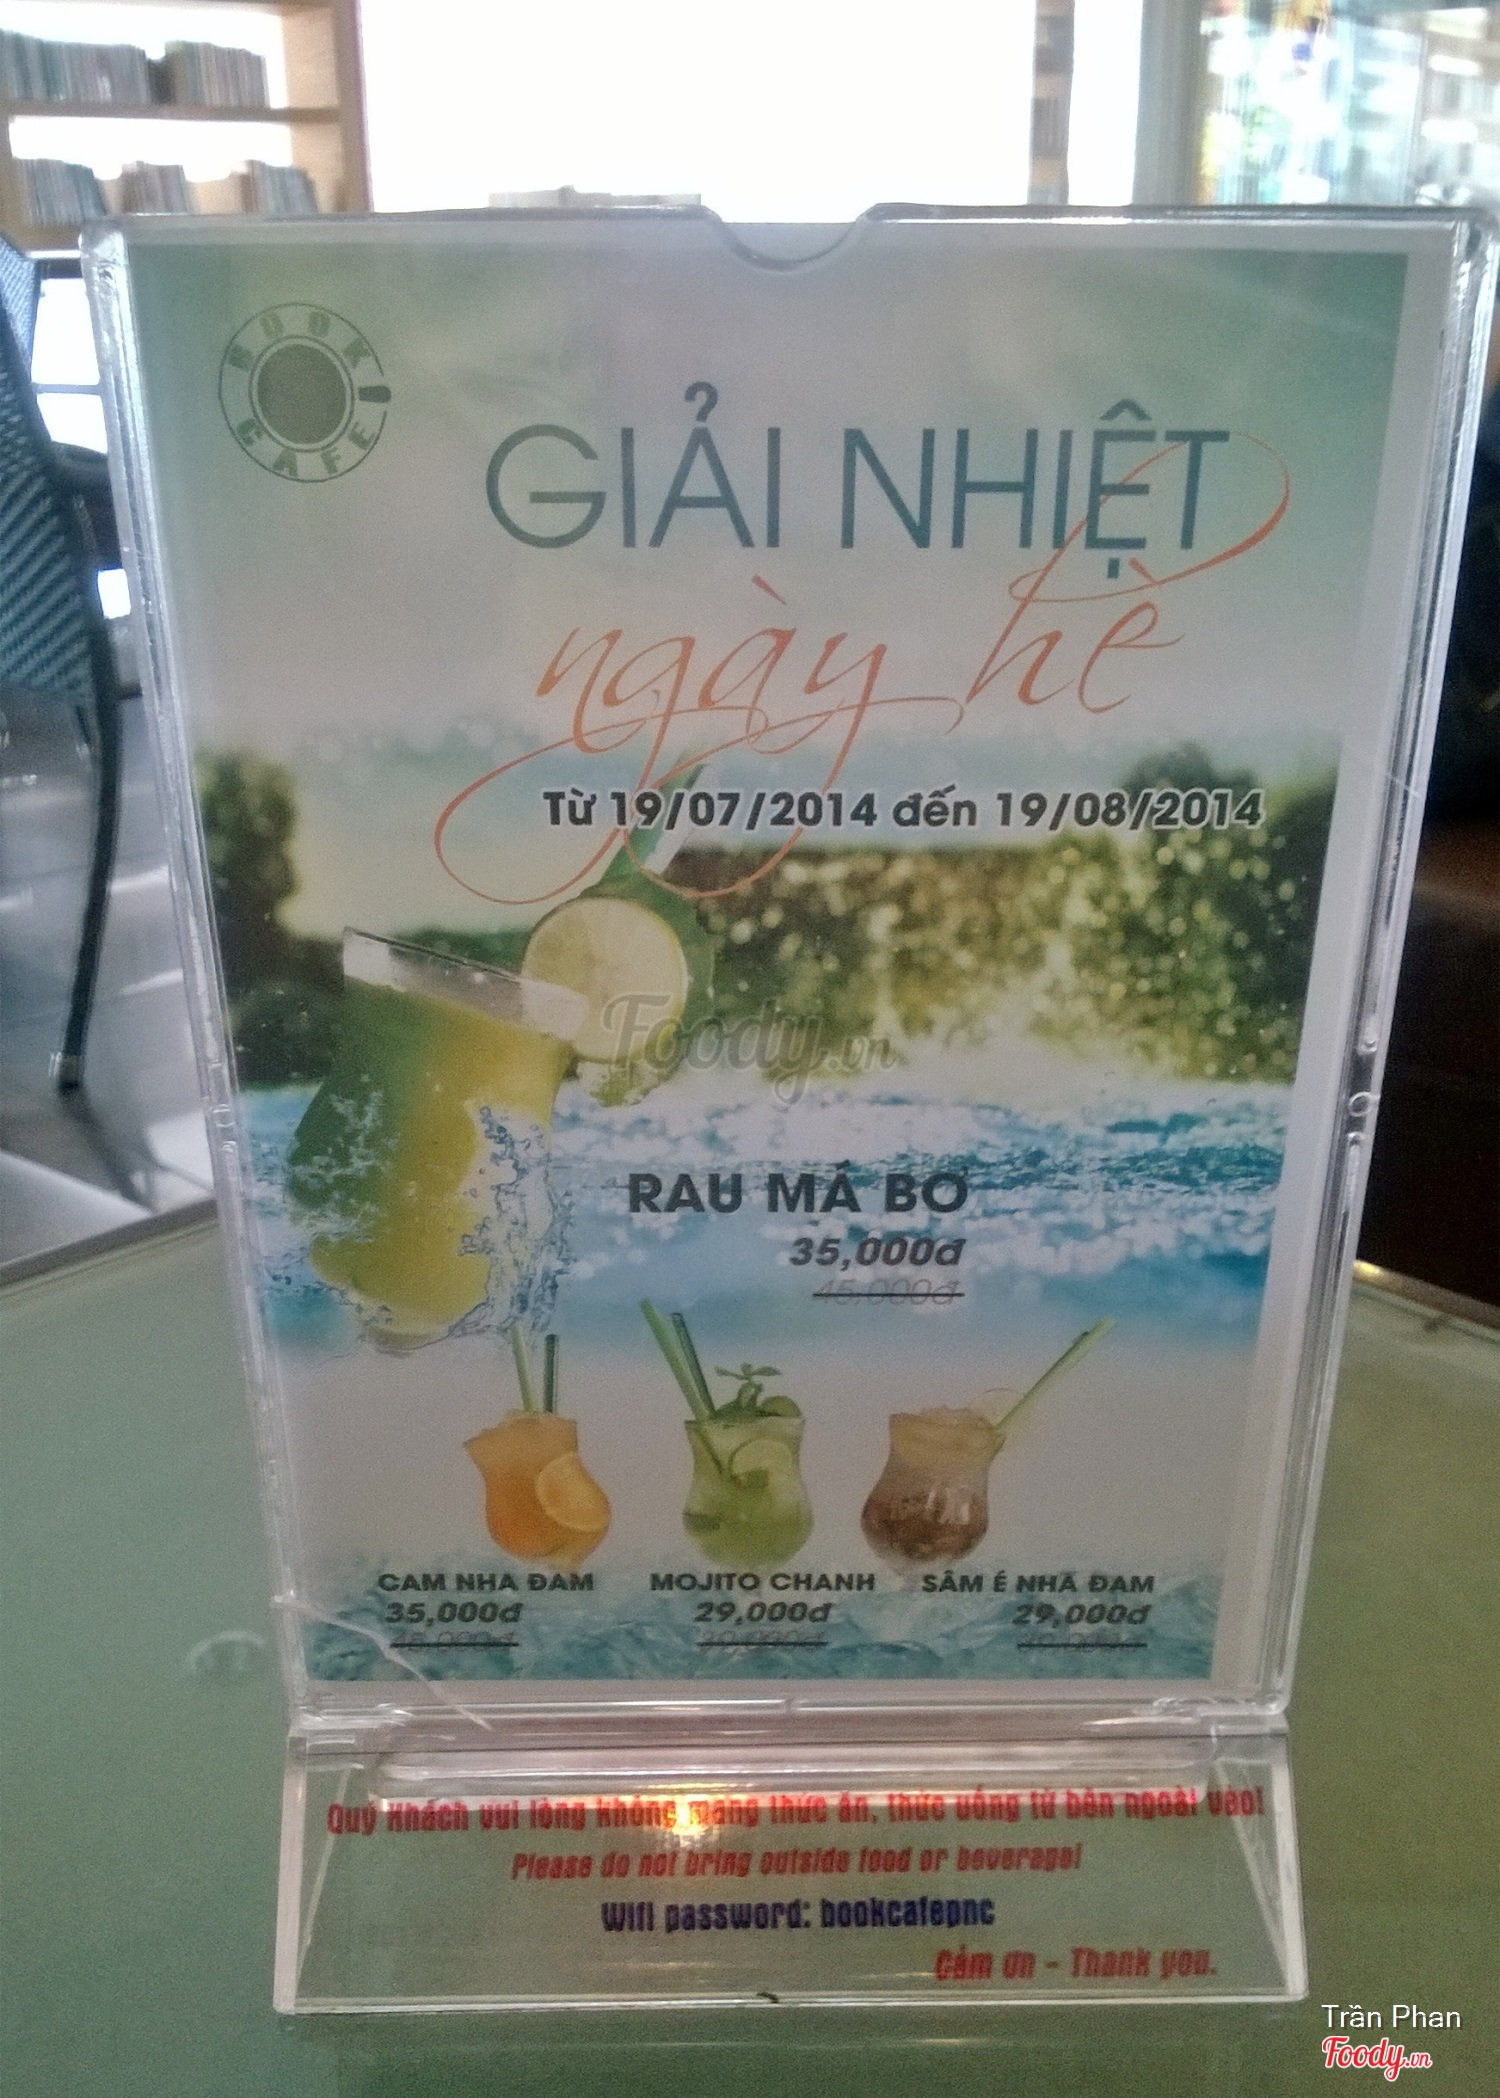 BOOK
CAFE
GIẢI NHIỆT
ngày hè
Từ 19/07/2014 đến 19/08/2014
Foody.vn
RAU MÁ BƠ
35,000đ
45,000đ
CAM NHA ĐAM
35,000đ
MOJITO CHANH
29,000đ
SÂM É NHA ĐAM
29,000đ
Quý khách vui lòng không mang thức ăn, thức uống từ bên ngoài vào!
Please do not bring outside food or beverage!
Wifi password: bookcafepnc
Cám ơn - Thank you.
Trần Phan
Foody.vn